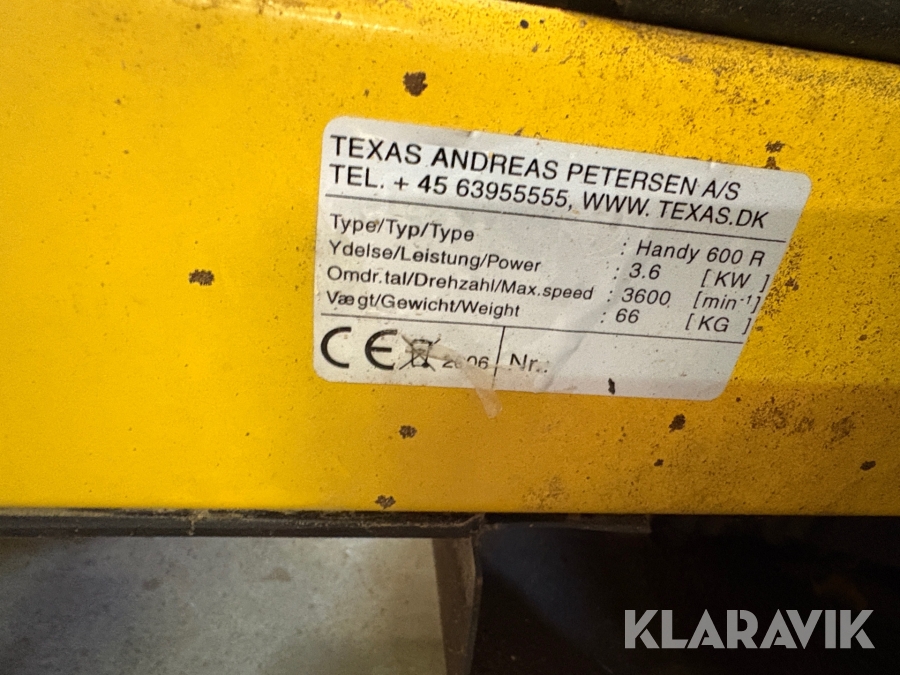 TEXAS ANDREAS PETERSEN A/S
TEL. + 45 63955555, WWW. TEXAS.DK
Type/Typ/Type : Handy 600 R
Ydelse/Leistung/Power : 3.6 [KW]
Omdr.tal/Drehzahl/Max.speed : 3600 [min-¹]
Vægt/Gewicht/Weight : 66 [KG]
CE 2006 Nr.:
KLARAVIK